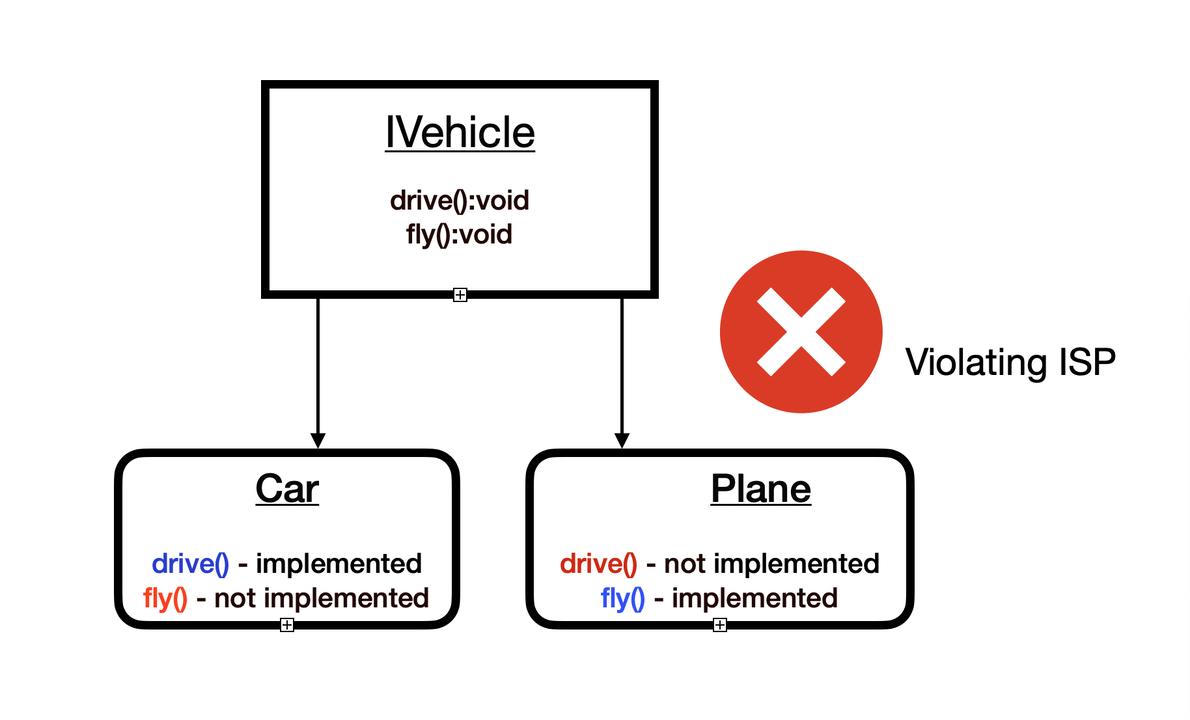 IVehicle
drive():void
fly():void
Violating ISP
Car
drive() - implemented
fly() - not implemented
Plane
drive() - not implemented
fly() - implemented